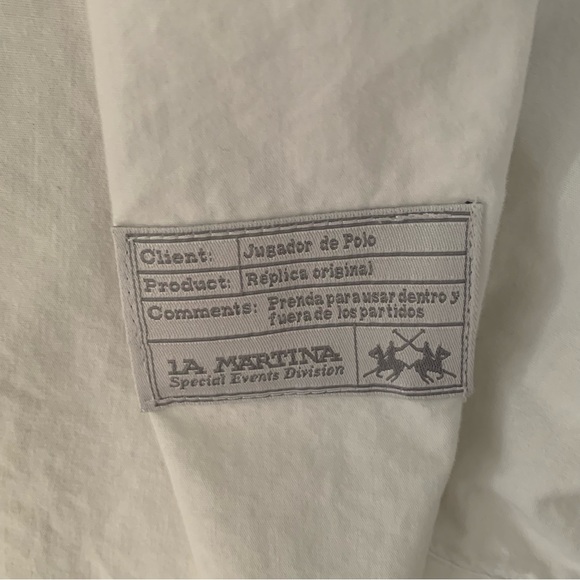 Client: Jugador de Polo
Product: Réplica original
Comments: Prenda para usar dentro y
fuera de los partidos
LA MARTINA
Special Events Division